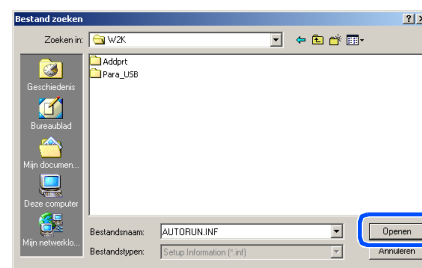 Bestand zoeken
Zoeken in: W2K
Addprt
Para_USB
Geschiedenis
Bureaublad
Mijn documen...
Deze computer
Mijn netwerklo...
Bestandsnaam: AUTORUN.INF Openen
Bestandstypen: Setup Information (*.inf) Annuleren